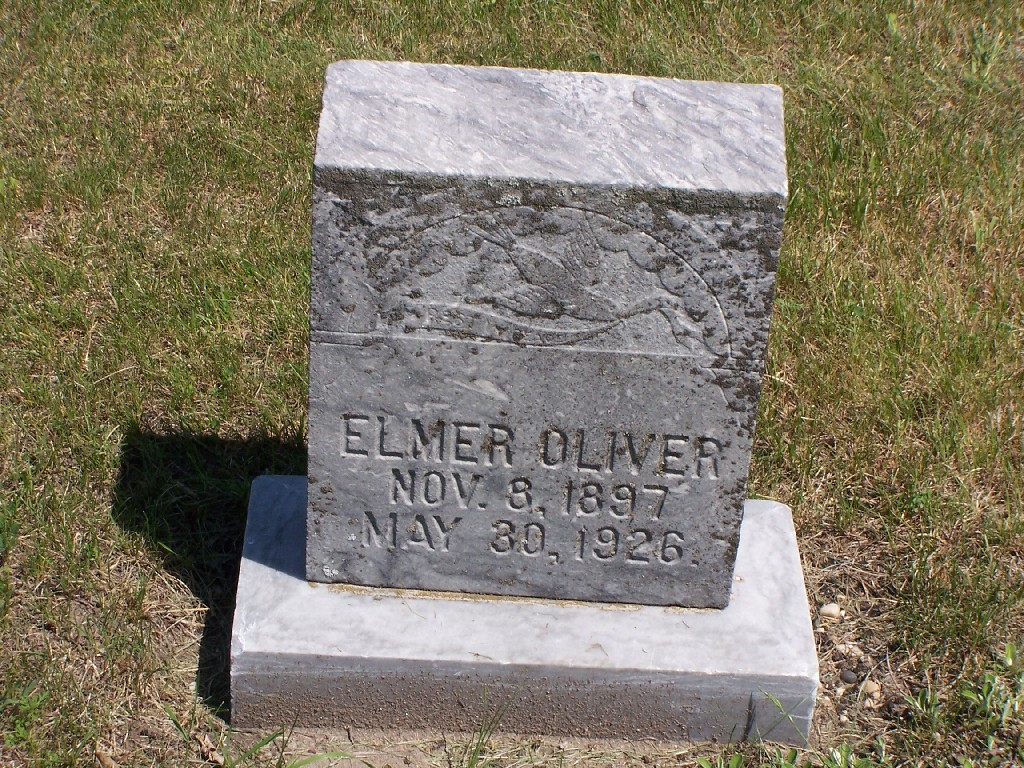 ELMER OLIVER
NOV. 8, 1897
MAY 30, 1926.